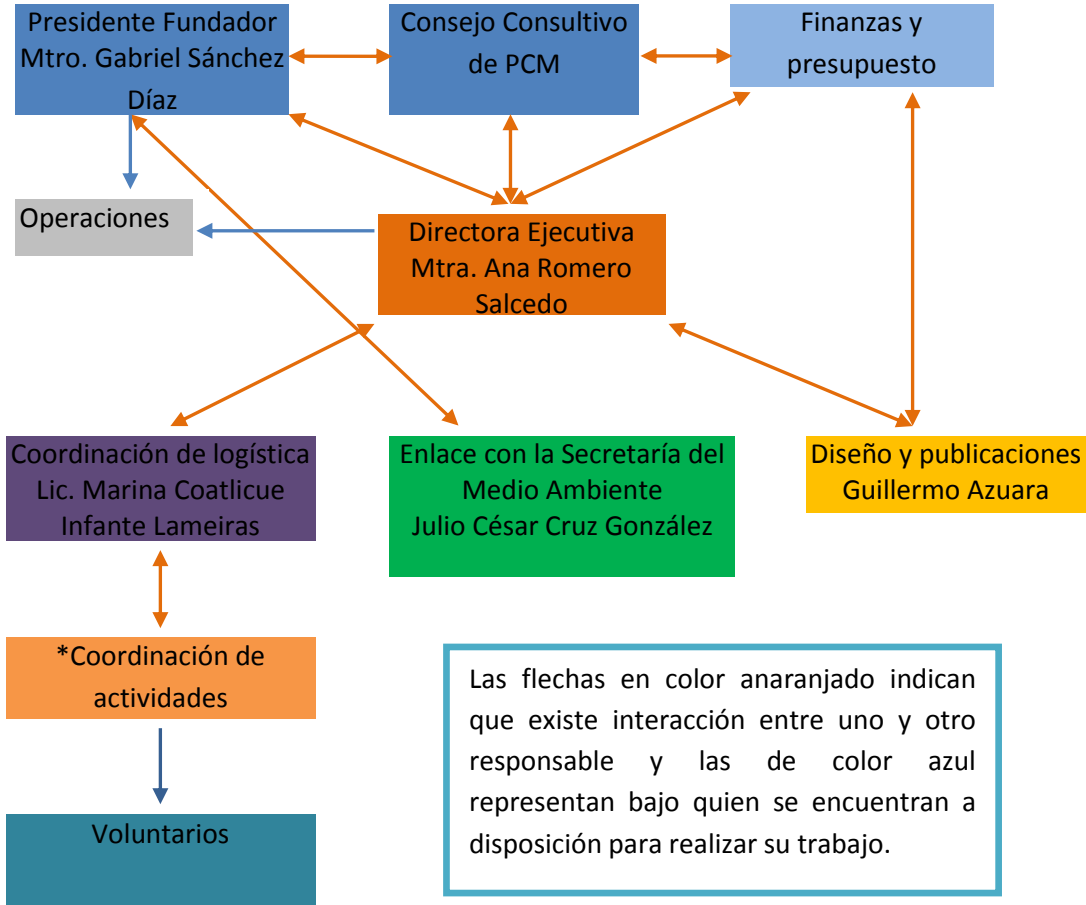 Presidente Fundador
Mtro. Gabriel Sánchez
Díaz
Consejo Consultivo
de PCM
Finanzas y
presupuesto
Operaciones
Directora Ejecutiva
Mtra. Ana Romero
Salcedo
Coordinación de logística
Lic. Marina Coatlicue
Infante Lameiras
Enlace con la Secretaría del
Medio Ambiente
Julio César Cruz González
Diseño y publicaciones
Guillermo Azuara
*Coordinación de
actividades
Voluntarios
Las flechas en color anaranjado indican
que existe interacción entre uno y otro
responsable y las de color azul
representan bajo quien se encuentran a
disposición para realizar su trabajo.